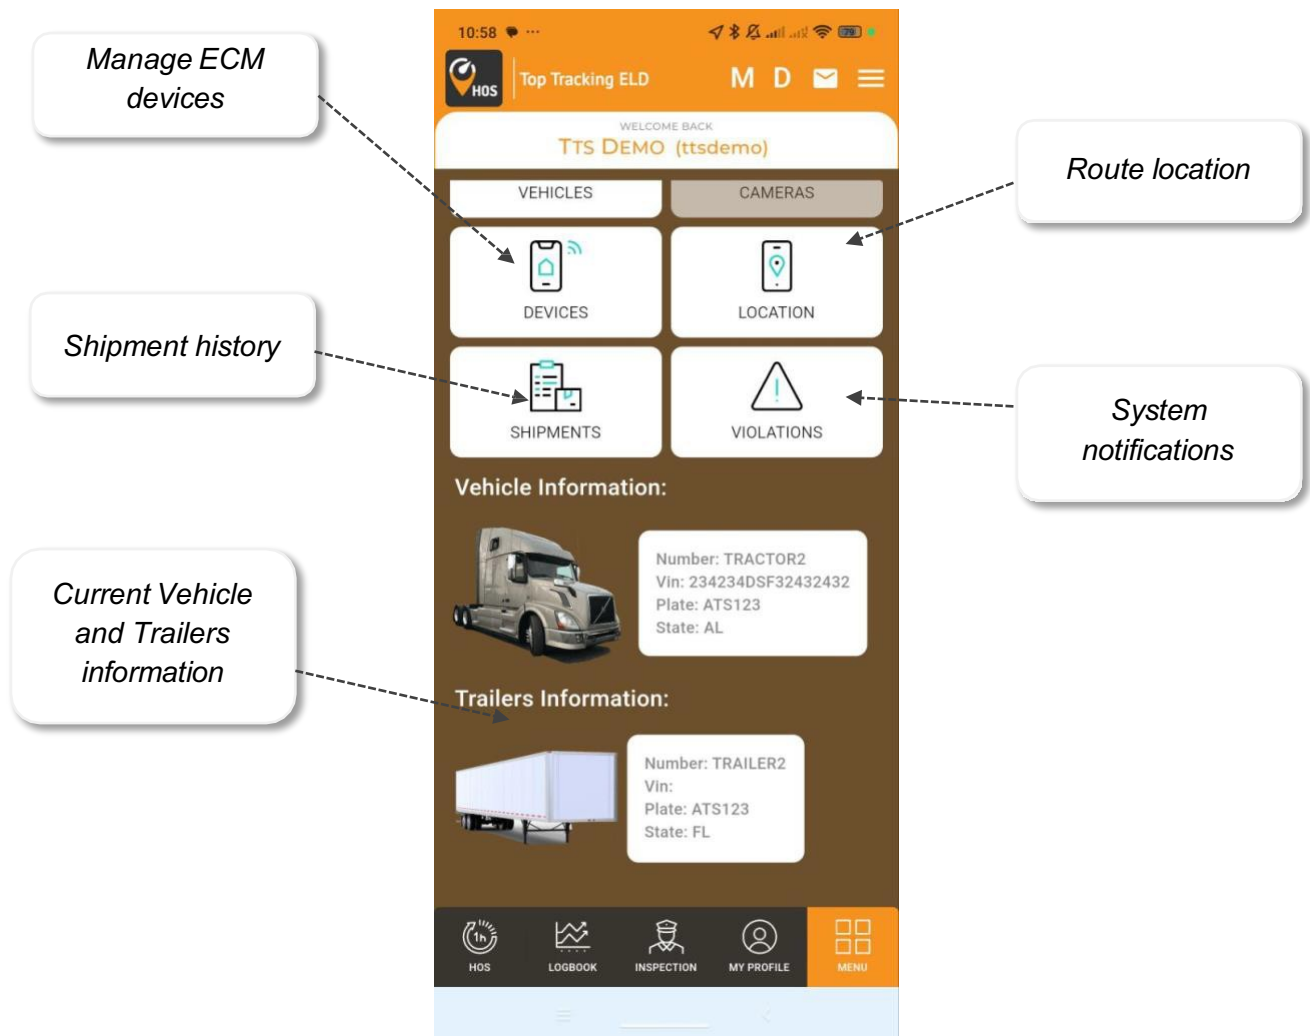 Manage ECM
devices
Shipment history
Current Vehicle
and Trailers
information
10:58
79
HOS
Top Tracking ELD
M D
WELCOME BACK
TTS DEMO (ttsdemo)
VEHICLES
CAMERAS
DEVICES
LOCATION
SHIPMENTS
VIOLATIONS
Vehicle Information:
Number: TRACTOR2
Vin: 234234DSF32432432
Plate: ATS123
State: AL
Trailers Information:
Number: TRAILER2
Vin:
Plate: ATS123
State: FL
1h
HOS
LOGBOOK
INSPECTION
MY PROFILE
MENU
Route location
System
notifications